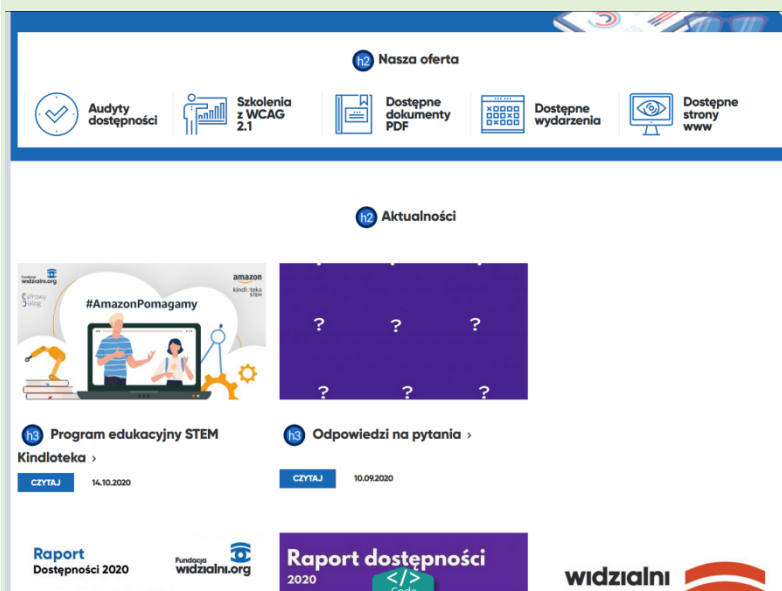 h2 Nasza oferta
Audyty
dostępności
Szkolenia
z WCAG
2.1
Dostępne
dokumenty
PDF
Dostępne
wydarzenia
Dostępne
strony
www
h2 Aktualności
Fundacja
widzialni.org
Cyfrowy
Dialog
#AmazonPomagamy
amazon
kindloteka
STEM
? ? ?
? ? ?
h3 Program edukacyjny STEM
Kindloteka ›
CZYTAJ 14.10.2020
h3 Odpowiedzi na pytania ›
CZYTAJ 10.09.2020
Raport
Dostępności 2020
Fundacja
widzialni.org
Raport dostępności
2020
</>
Code
widzialni